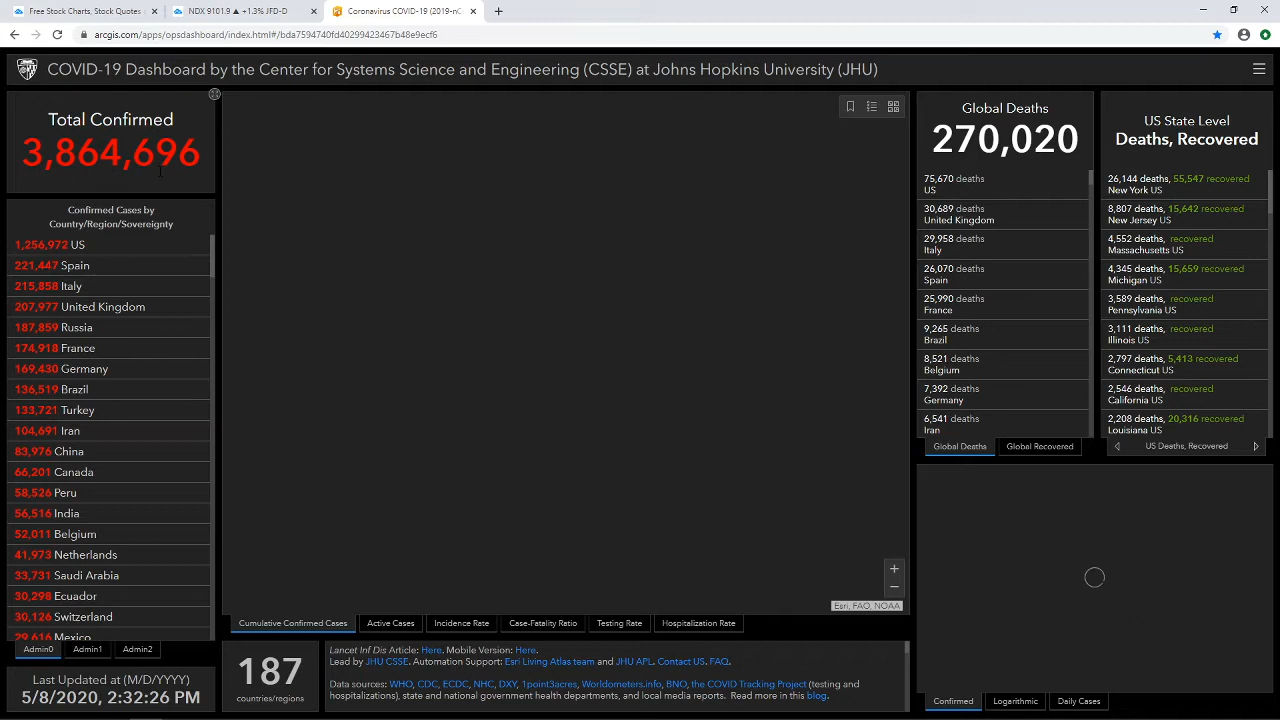 Free Stock Charts, Stock Quotes
NDX 9101.9 ▲ +1.3% JFD-D
Coronavirus COVID-19 (2019-nC
arcgis.com/apps/opsdashboard/index.html#/bda7594740fd40299423467b48e9ecf6
COVID-19 Dashboard by the Center for Systems Science and Engineering (CSSE) at Johns Hopkins University (JHU)
Total Confirmed
3,864,696
Confirmed Cases by
Country/Region/Sovereignty
1,256,972 US
221,447 Spain
215,858 Italy
207,977 United Kingdom
187,859 Russia
174,918 France
169,430 Germany
136,519 Brazil
133,721 Turkey
104,691 Iran
83,976 China
66,201 Canada
58,526 Peru
56,516 India
52,011 Belgium
41,973 Netherlands
33,731 Saudi Arabia
30,298 Ecuador
30,126 Switzerland
29,616 Mexico
Admin0 Admin1 Admin2
Last Updated at (M/D/YYYY)
5/8/2020, 2:32:26 PM
+
−
Esri, FAO, NOAA
Cumulative Confirmed Cases Active Cases Incidence Rate Case-Fatality Ratio Testing Rate Hospitalization Rate
187
countries/regions
Lancet Inf Dis Article: Here. Mobile Version: Here.
Lead by JHU CSSE. Automation Support: Esri Living Atlas team and JHU APL. Contact US. FAQ.
Data sources: WHO, CDC, ECDC, NHC, DXY, 1point3acres, Worldometers.info, BNO, the COVID Tracking Project (testing and
hospitalizations), state and national government health departments, and local media reports. Read more in this blog.
Global Deaths
270,020
75,670 deaths
US
30,689 deaths
United Kingdom
29,958 deaths
Italy
26,070 deaths
Spain
25,990 deaths
France
9,265 deaths
Brazil
8,521 deaths
Belgium
7,392 deaths
Germany
6,541 deaths
Iran
Global Deaths Global Recovered
US State Level
Deaths, Recovered
26,144 deaths, 55,547 recovered
New York US
8,807 deaths, 15,642 recovered
New Jersey US
4,552 deaths, recovered
Massachusetts US
4,345 deaths, 15,659 recovered
Michigan US
3,589 deaths, recovered
Pennsylvania US
3,111 deaths, recovered
Illinois US
2,797 deaths, 5,413 recovered
Connecticut US
2,546 deaths, recovered
California US
2,208 deaths, 20,316 recovered
Louisiana US
US Deaths, Recovered
Confirmed Logarithmic Daily Cases